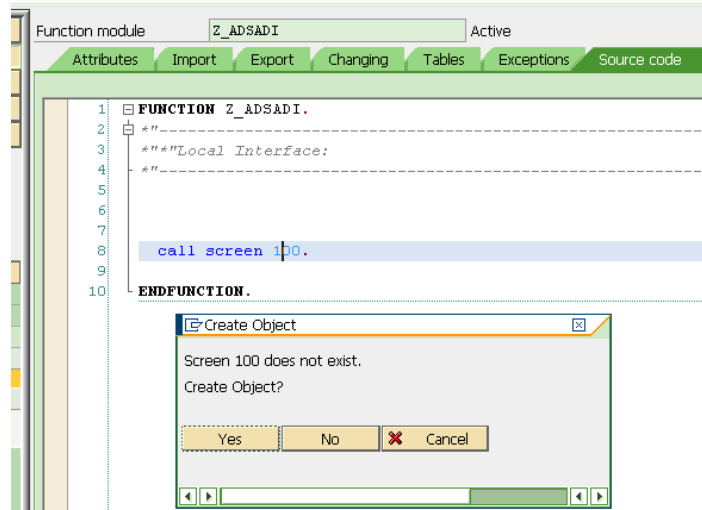 Function module Z_ADSADI Active
Attributes Import Export Changing Tables Exceptions Source code
1 FUNCTION Z_ADSADI.
2 *"----------------------------------------------------------------------
3 *"*"Local Interface:
4 *"----------------------------------------------------------------------
5
6
7
8 call screen 100.
9
10 ENDFUNCTION.
Create Object
Screen 100 does not exist.
Create Object?
Yes No Cancel